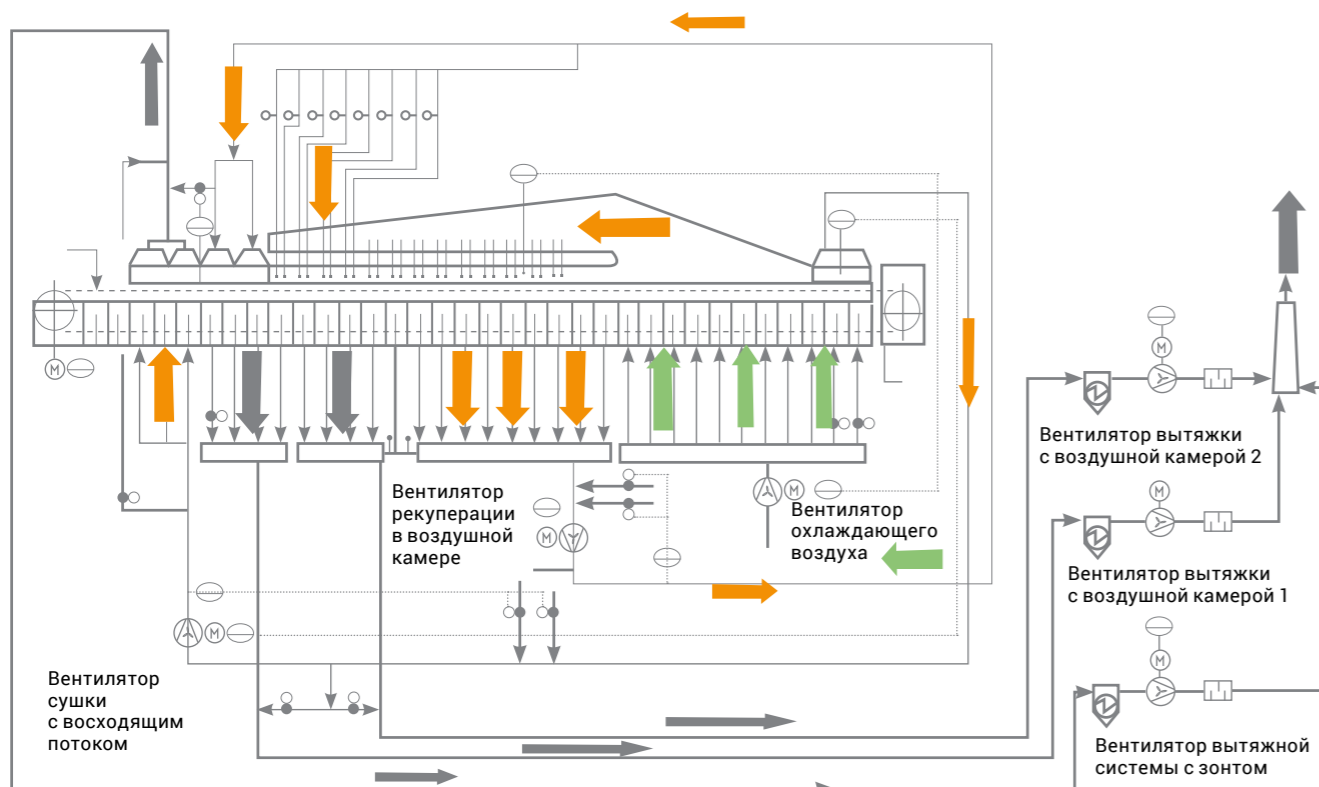 Вентилятор вытяжки
с воздушной камерой 2
Вентилятор
рекуперации
в воздушной
камере
M
M
Вентилятор
охлаждающего
воздуха
M
M
Вентилятор вытяжки
с воздушной камерой 1
M
M
Вентилятор
сушки
с восходящим
потоком
M
Вентилятор вытяжной
системы с зонтом